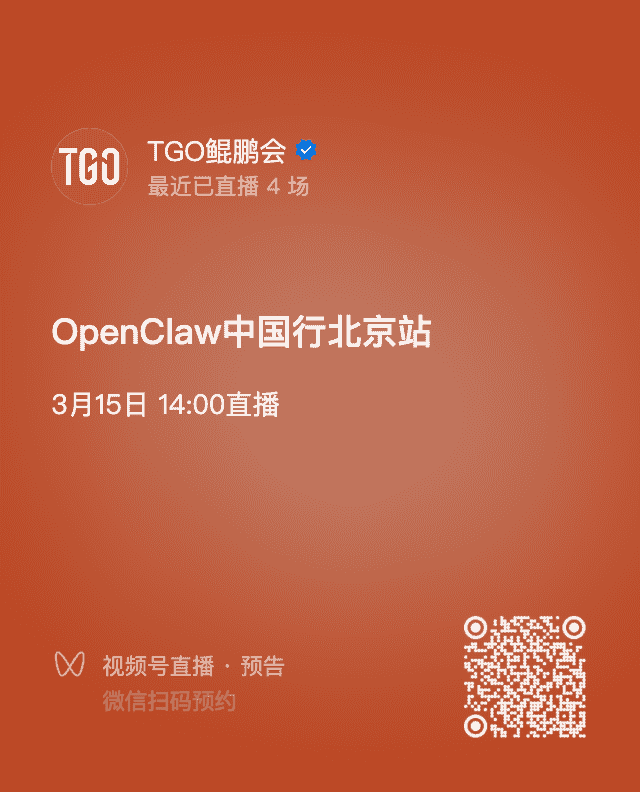 TGO
TGO鲲鹏会
最近已直播 4 场
OpenClaw中国行北京站
3月15日 14:00直播
视频号直播 · 预告
微信扫码预约